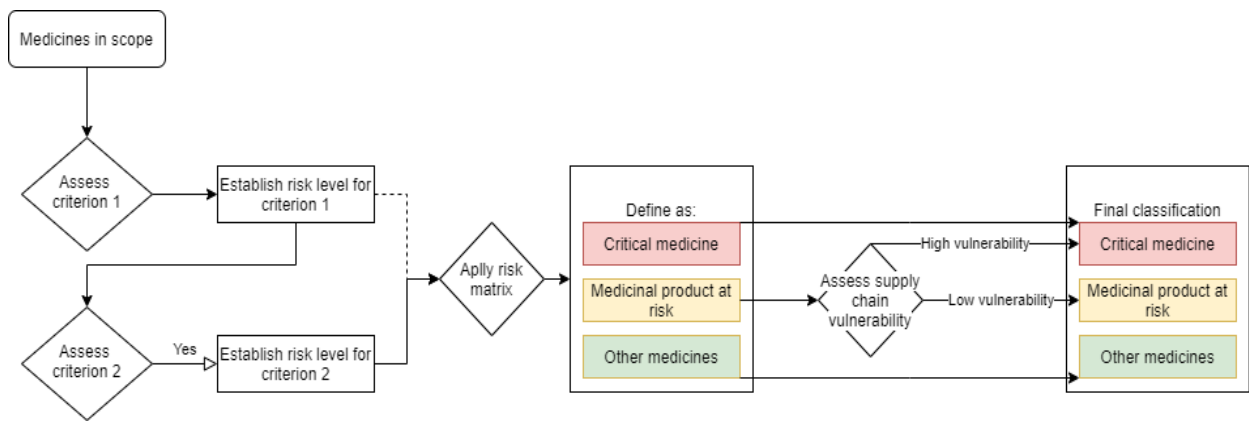 Medicines in scope
Assess
criterion 1
Establish risk level for
criterion 1
Assess
criterion 2
Yes
Establish risk level for
criterion 2
Aplly risk
matrix
Define as:
Critical medicine
Medicinal product at
risk
Other medicines
High vulnerability
Assess supply
chain
vulnerability
Low vulnerability
Final classification
Critical medicine
Medicinal product at
risk
Other medicines